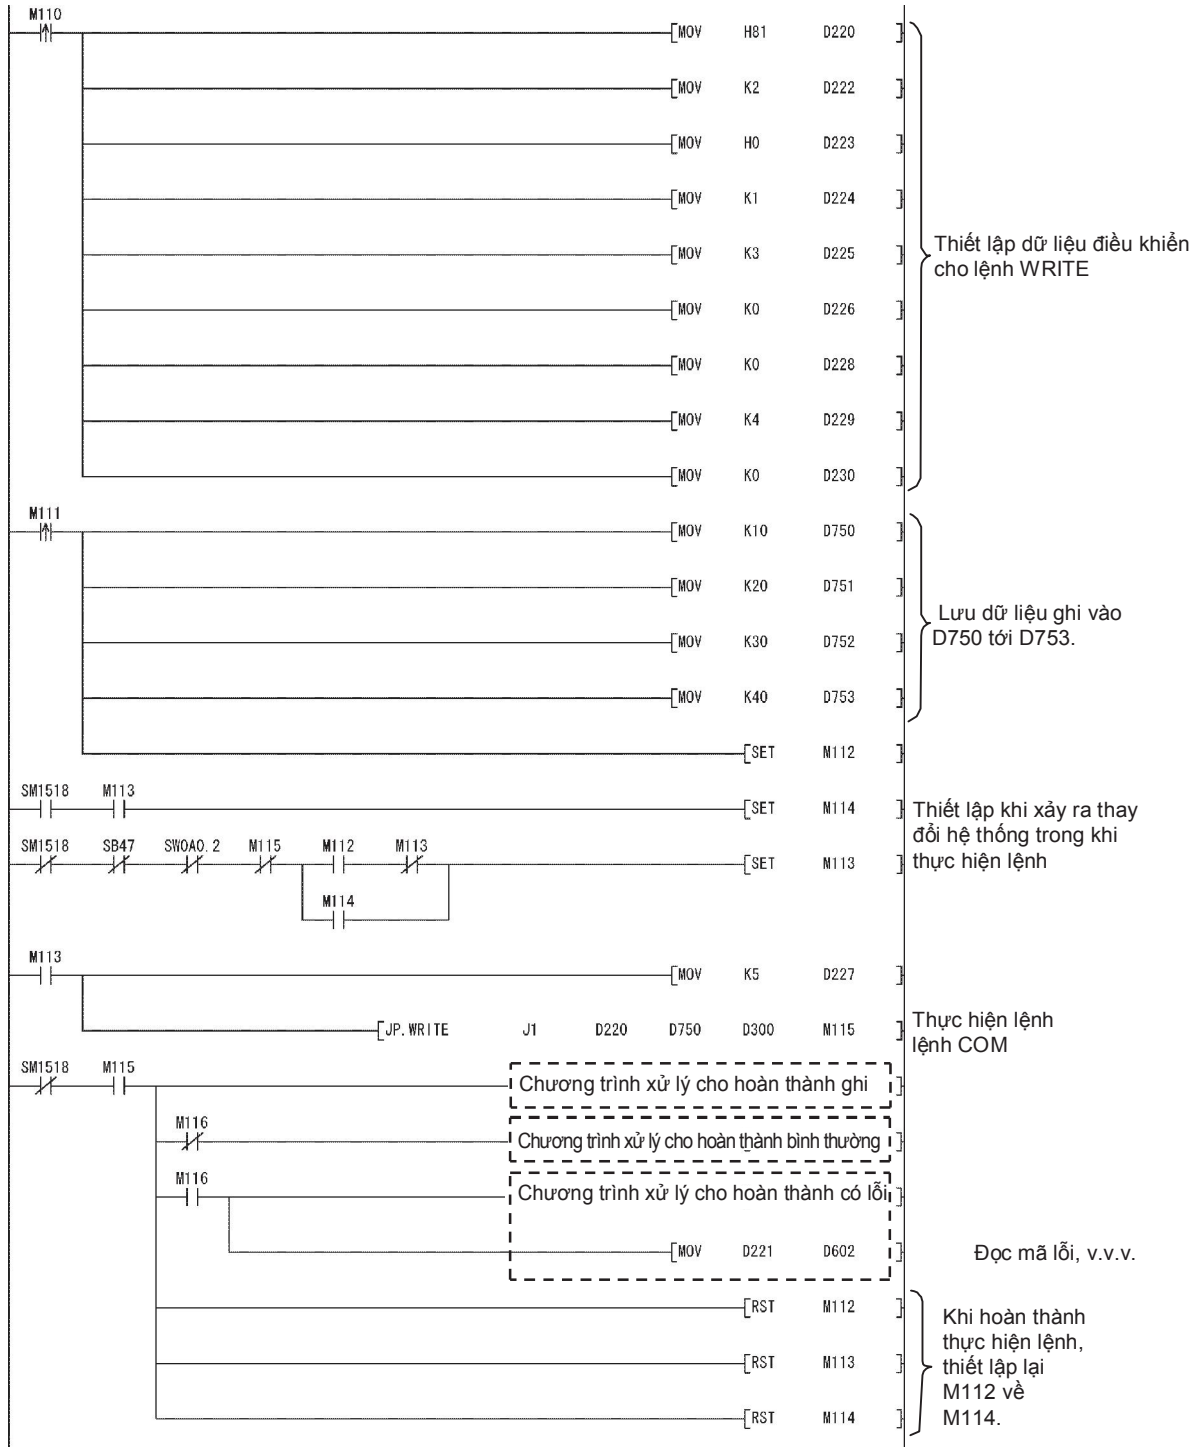 M110
MOV H81 D220
MOV K2 D222
MOV H0 D223
MOV K1 D224
MOV K3 D225
MOV K0 D226
MOV K0 D228
MOV K4 D229
MOV K0 D230
Thiết lập dữ liệu điều khiển
cho lệnh WRITE
M111
MOV K10 D750
MOV K20 D751
MOV K30 D752
MOV K40 D753
Lưu dữ liệu ghi vào
D750 tới D753.
SET M112
SM1518 M113
SET M114
Thiết lập khi xảy ra thay
đổi hệ thống trong khi
thực hiện lệnh
SM1518 SB47 SW0A0.2 M115 M112 M113
SET M113
M114
M113
MOV K5 D227
JP.WRITE J1 D220 D750 D300 M115
Thực hiện lệnh
lệnh COM
SM1518 M115
Chương trình xử lý cho hoàn thành ghi
M116
Chương trình xử lý cho hoàn thành bình thường
M116
Chương trình xử lý cho hoàn thành có lỗi
MOV D221 D602
Đọc mã lỗi, v.v.v.
RST M112
RST M113
RST M114
Khi hoàn thành
thực hiện lệnh,
thiết lập lại
M112 về
M114.